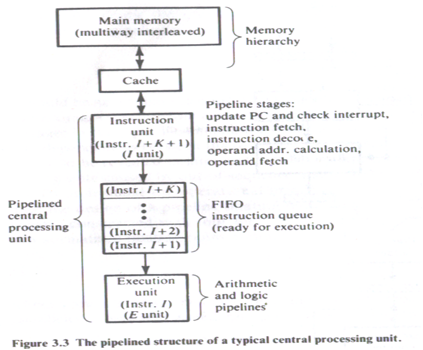 Main memory
(multiway interleaved)
Memory
hierarchy
Cache
Pipeline stages:
update PC and check interrupt,
instruction fetch,
instruction decode,
operand addr. calculation,
operand fetch
Instruction
unit
(Instr. I + K + 1)
(I unit)
Pipelined
central
processing
unit
(Instr. I + K)
(Instr. I + 2)
(Instr. I + 1)
FIFO
instruction queue
(ready for execution)
Execution
unit
(Instr. I)
(E unit)
Arithmetic
and logic
pipelines
Figure 3.3 The pipelined structure of a typical central processing unit.